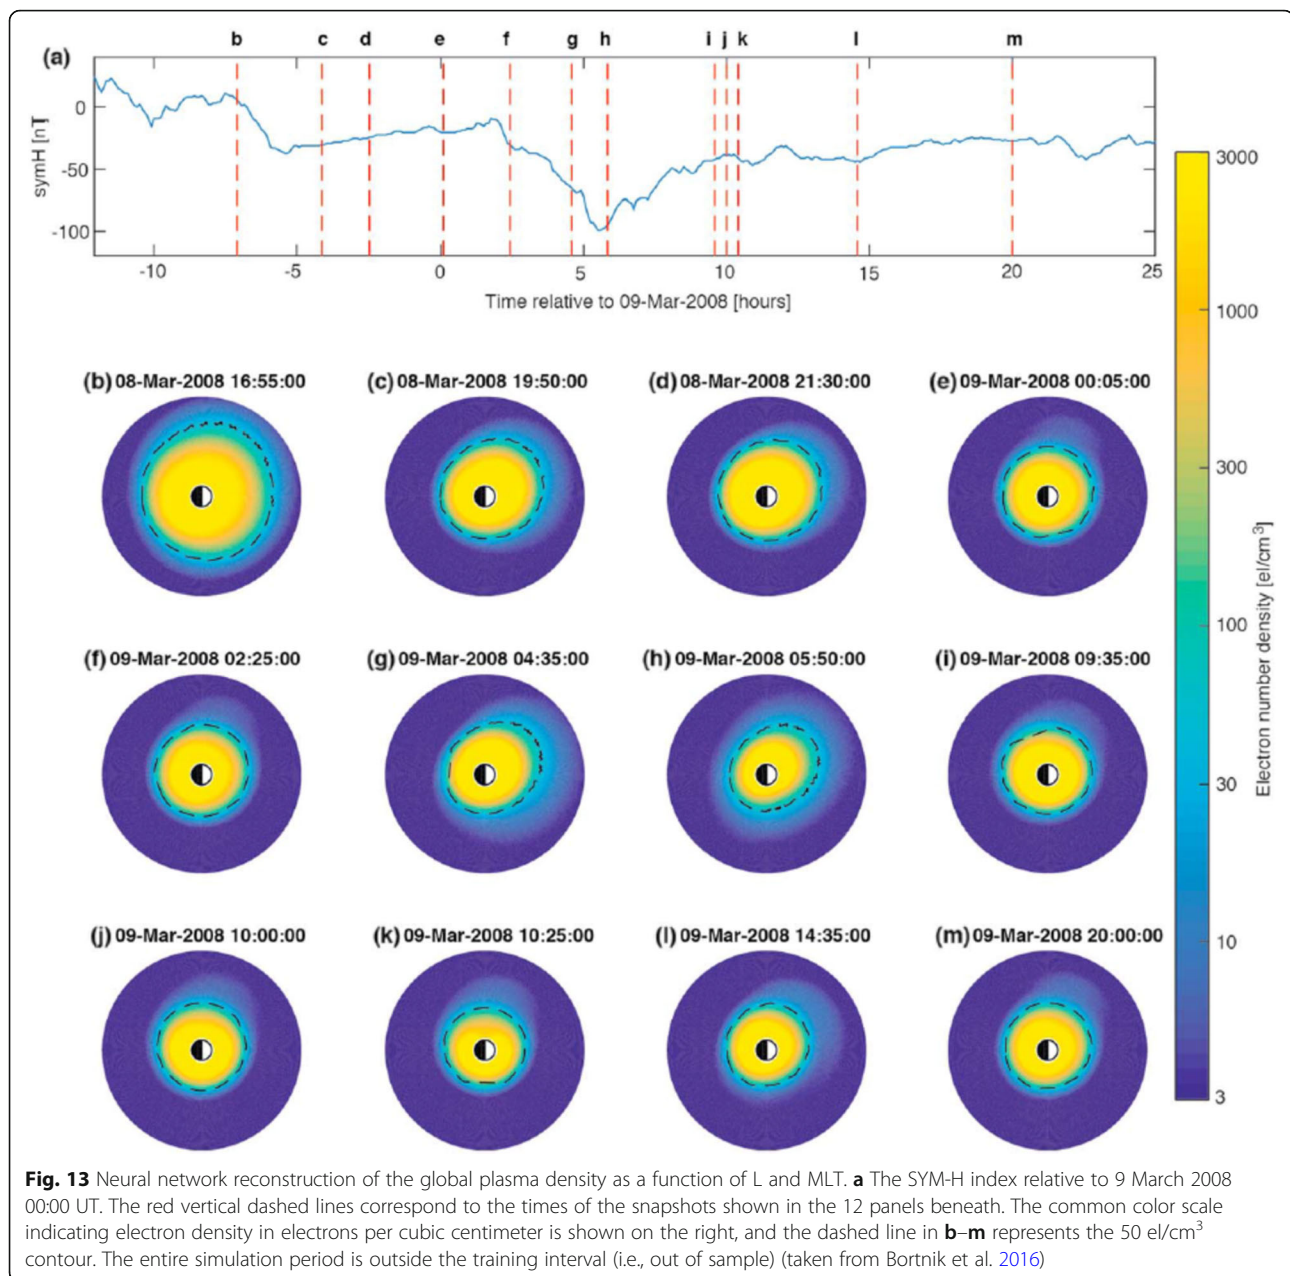 b c d e f g h i j k l m
(a)
symH [nT]
0
-50
-100
-10 -5 0 5 10 15 20 25
Time relative to 09-Mar-2008 [hours]
3000
1000
300
100
30
10
3
Electron number density [el/cm3]
(b) 08-Mar-2008 16:55:00 (c) 08-Mar-2008 19:50:00 (d) 08-Mar-2008 21:30:00 (e) 09-Mar-2008 00:05:00
(f) 09-Mar-2008 02:25:00 (g) 09-Mar-2008 04:35:00 (h) 09-Mar-2008 05:50:00 (i) 09-Mar-2008 09:35:00
(j) 09-Mar-2008 10:00:00 (k) 09-Mar-2008 10:25:00 (l) 09-Mar-2008 14:35:00 (m) 09-Mar-2008 20:00:00
Fig. 13 Neural network reconstruction of the global plasma density as a function of L and MLT. a The SYM-H index relative to 9 March 2008
00:00 UT. The red vertical dashed lines correspond to the times of the snapshots shown in the 12 panels beneath. The common color scale
indicating electron density in electrons per cubic centimeter is shown on the right, and the dashed line in b–m represents the 50 el/cm3
contour. The entire simulation period is outside the training interval (i.e., out of sample) (taken from Bortnik et al. 2016)